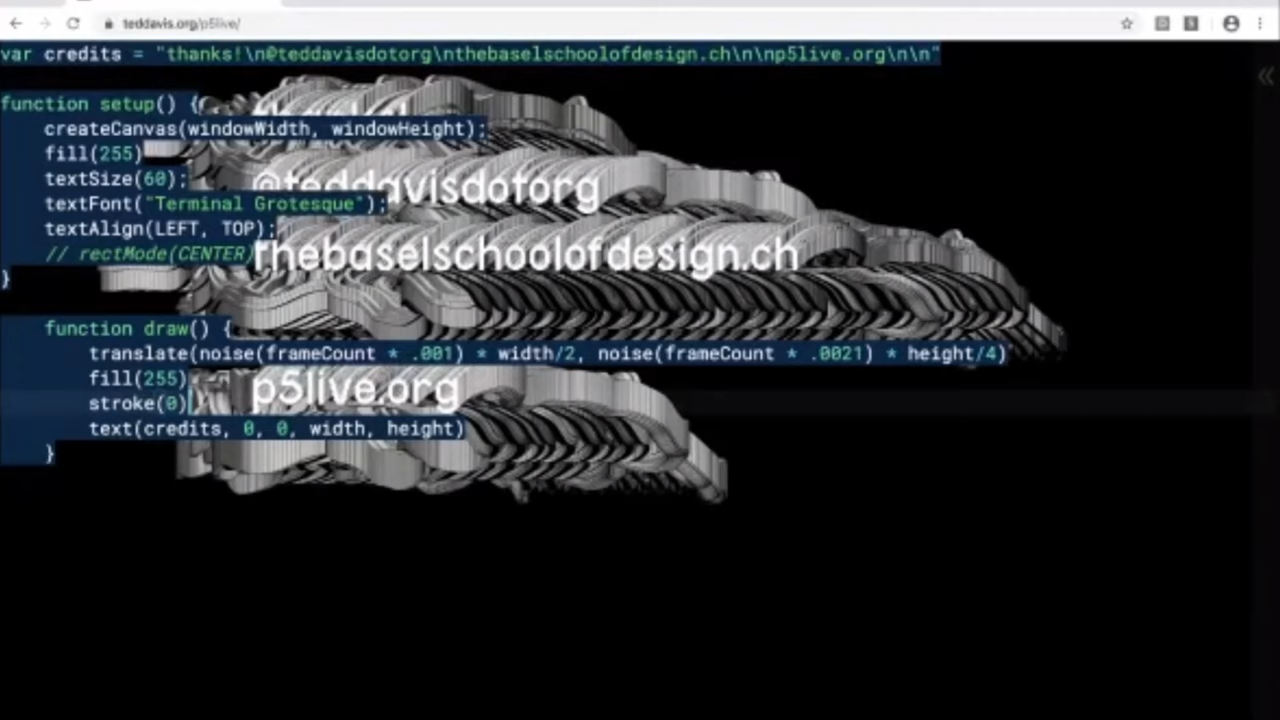 teddavis.org/p5live/
var credits = "thanks!\n@teddavisdotorg\nthebaselschoolofdesign.ch\n\np5live.org\n\n"
function setup() {
createCanvas(windowWidth, windowHeight);
fill(255)
textSize(60);
textFont("Terminal Grotesque");
textAlign(LEFT, TOP);
// rectMode(CENTER)
}
function draw() {
translate(noise(frameCount * .001) * width/2, noise(frameCount * .0021) * height/4)
fill(255)
stroke(0)
text(credits, 0, 0, width, height)
}
@teddavisdotorg
thebaselschoolofdesign.ch
p5live.org